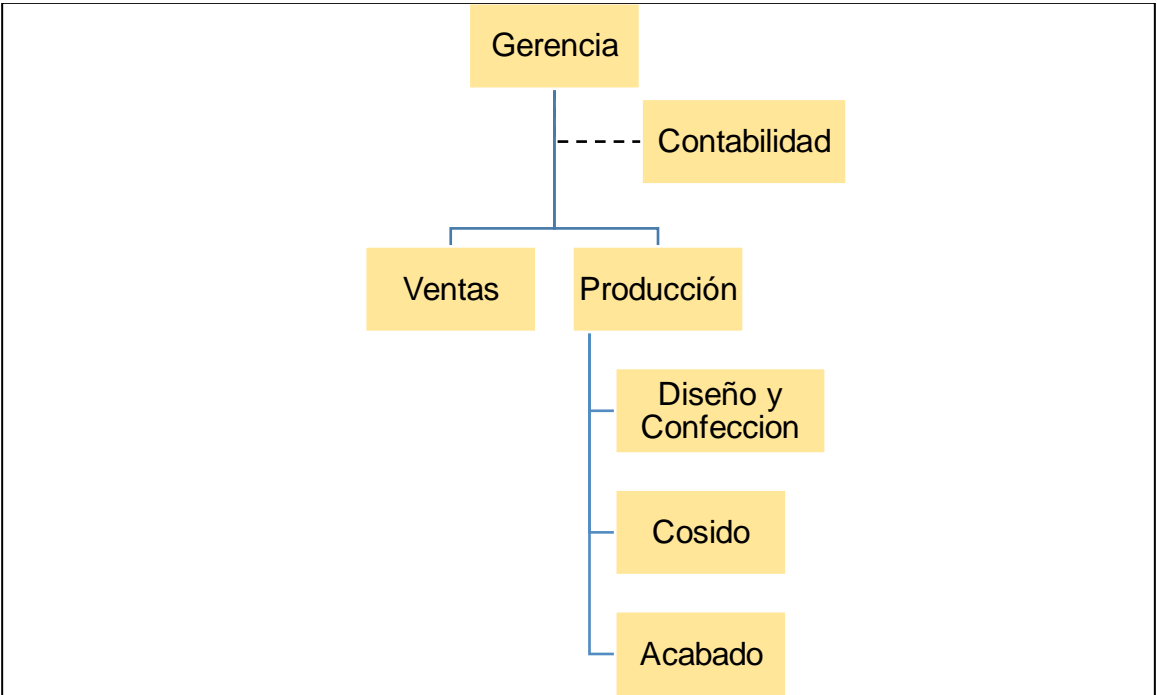 Gerencia
Contabilidad
Ventas
Producción
Diseño y
Confeccion
Cosido
Acabado